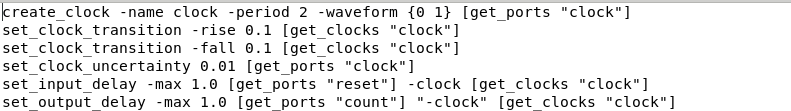 create_clock -name clock -period 2 -waveform {0 1} [get_ports "clock"]
set_clock_transition -rise 0.1 [get_clocks "clock"]
set_clock_transition -fall 0.1 [get_clocks "clock"]
set_clock_uncertainty 0.01 [get_ports "clock"]
set_input_delay -max 1.0 [get_ports "reset"] -clock [get_clocks "clock"]
set_output_delay -max 1.0 [get_ports "count"] "-clock" [get_clocks "clock"]